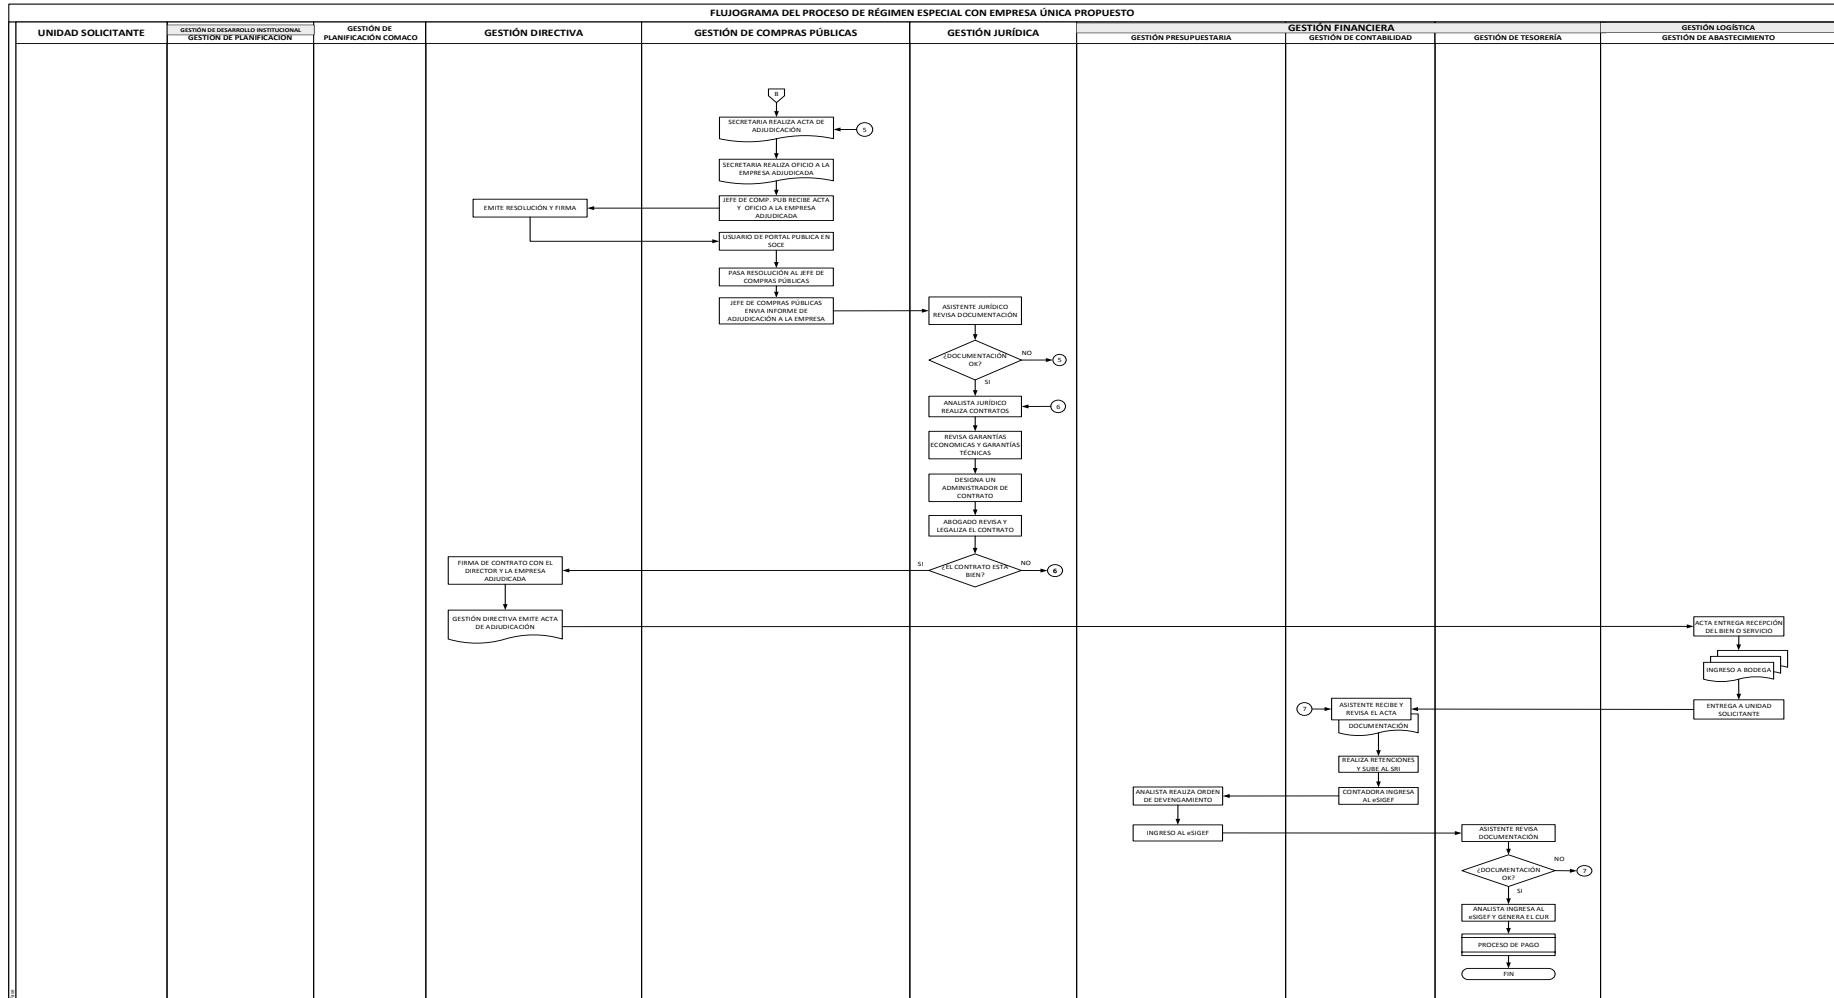 FLUJOGRAMA DEL PROCESO DE RÉGIMEN ESPECIAL CON EMPRESA ÚNICA PROPUESTO
UNIDAD SOLICITANTE
GESTIÓN DE DESARROLLO INSTITUCIONAL
GESTIÓN DE PLANIFICACIÓN
GESTIÓN DE
PLANIFICACIÓN COMACO
GESTIÓN DIRECTIVA
GESTIÓN DE COMPRAS PÚBLICAS
GESTIÓN JURÍDICA
GESTIÓN FINANCIERA
GESTIÓN PRESUPUESTARIA
GESTIÓN DE CONTABILIDAD
GESTIÓN DE TESORERÍA
GESTIÓN LOGÍSTICA
GESTIÓN DE ABASTECIMIENTO
B
SECRETARIA REALIZA ACTA DE
ADJUDICACIÓN
5
SECRETARIA REALIZA OFICIO A LA
EMPRESA ADJUDICADA
EMITE RESOLUCIÓN Y FIRMA
JEFE DE COMP. PUB RECIBE ACTA
Y OFICIO A LA EMPRESA
ADJUDICADA
USUARIO DE PORTAL PUBLICA EN
SOCE
PASA RESOLUCIÓN AL JEFE DE
COMPRAS PÚBLICAS
JEFE DE COMPRAS PÚBLICAS
ENVIA INFORME DE
ADJUDICACIÓN A LA EMPRESA
ASISTENTE JURÍDICO
REVISA DOCUMENTACIÓN
¿DOCUMENTACIÓN
OK?
NO
5
SI
ANALISTA JURÍDICO
REALIZA CONTRATOS
6
REVISA GARANTÍAS
ECONOMICAS Y GARANTÍAS
TÉCNICAS
DESIGNA UN
ADMINISTRADOR DE
CONTRATO
ABOGADO REVISA Y
LEGALIZA EL CONTRATO
¿EL CONTRATO ESTA
BIEN?
SI
NO
6
FIRMA DE CONTRATO CON EL
DIRECTOR Y LA EMPRESA
ADJUDICADA
GESTIÓN DIRECTIVA EMITE ACTA
DE ADJUDICACIÓN
ACTA ENTREGA RECEPCIÓN
DEL BIEN O SERVICIO
INGRESO A BODEGA
ENTREGA A UNIDAD
SOLICITANTE
7
ASISTENTE RECIBE Y
REVISA EL ACTA
DOCUMENTACIÓN
REALIZA RETENCIONES
Y SUBE AL SRI
CONTADORA INGRESA
AL eSIGEF
ANALISTA REALIZA ORDEN
DE DEVENGAMIENTO
INGRESO AL eSIGEF
ASISTENTE REVISA
DOCUMENTACIÓN
¿DOCUMENTACIÓN
OK?
NO
7
SI
ANALISTA INGRESA AL
eSIGEF Y GENERA EL CUR
PROCESO DE PAGO
FIN